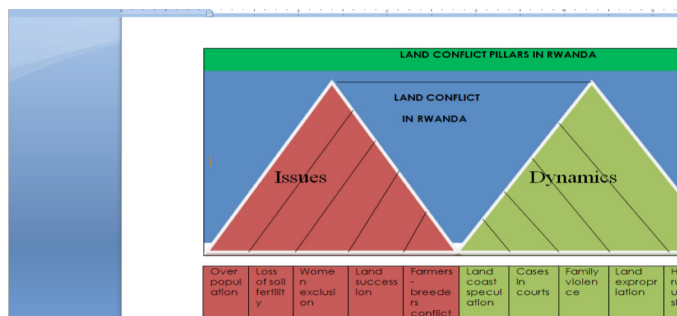 LAND CONFLICT PILLARS IN RWANDA
LAND CONFLICT
IN RWANDA
Issues
Dynamics
Over
popul
ation
Loss
of soil
fertilit
y
Wome
n
exclusi
on
Land
success
ion
Farmers
-
breede
rs
conflict
Land
coast
specul
ation
Cases
in
courts
Family
violen
ce
Land
expropr
iation